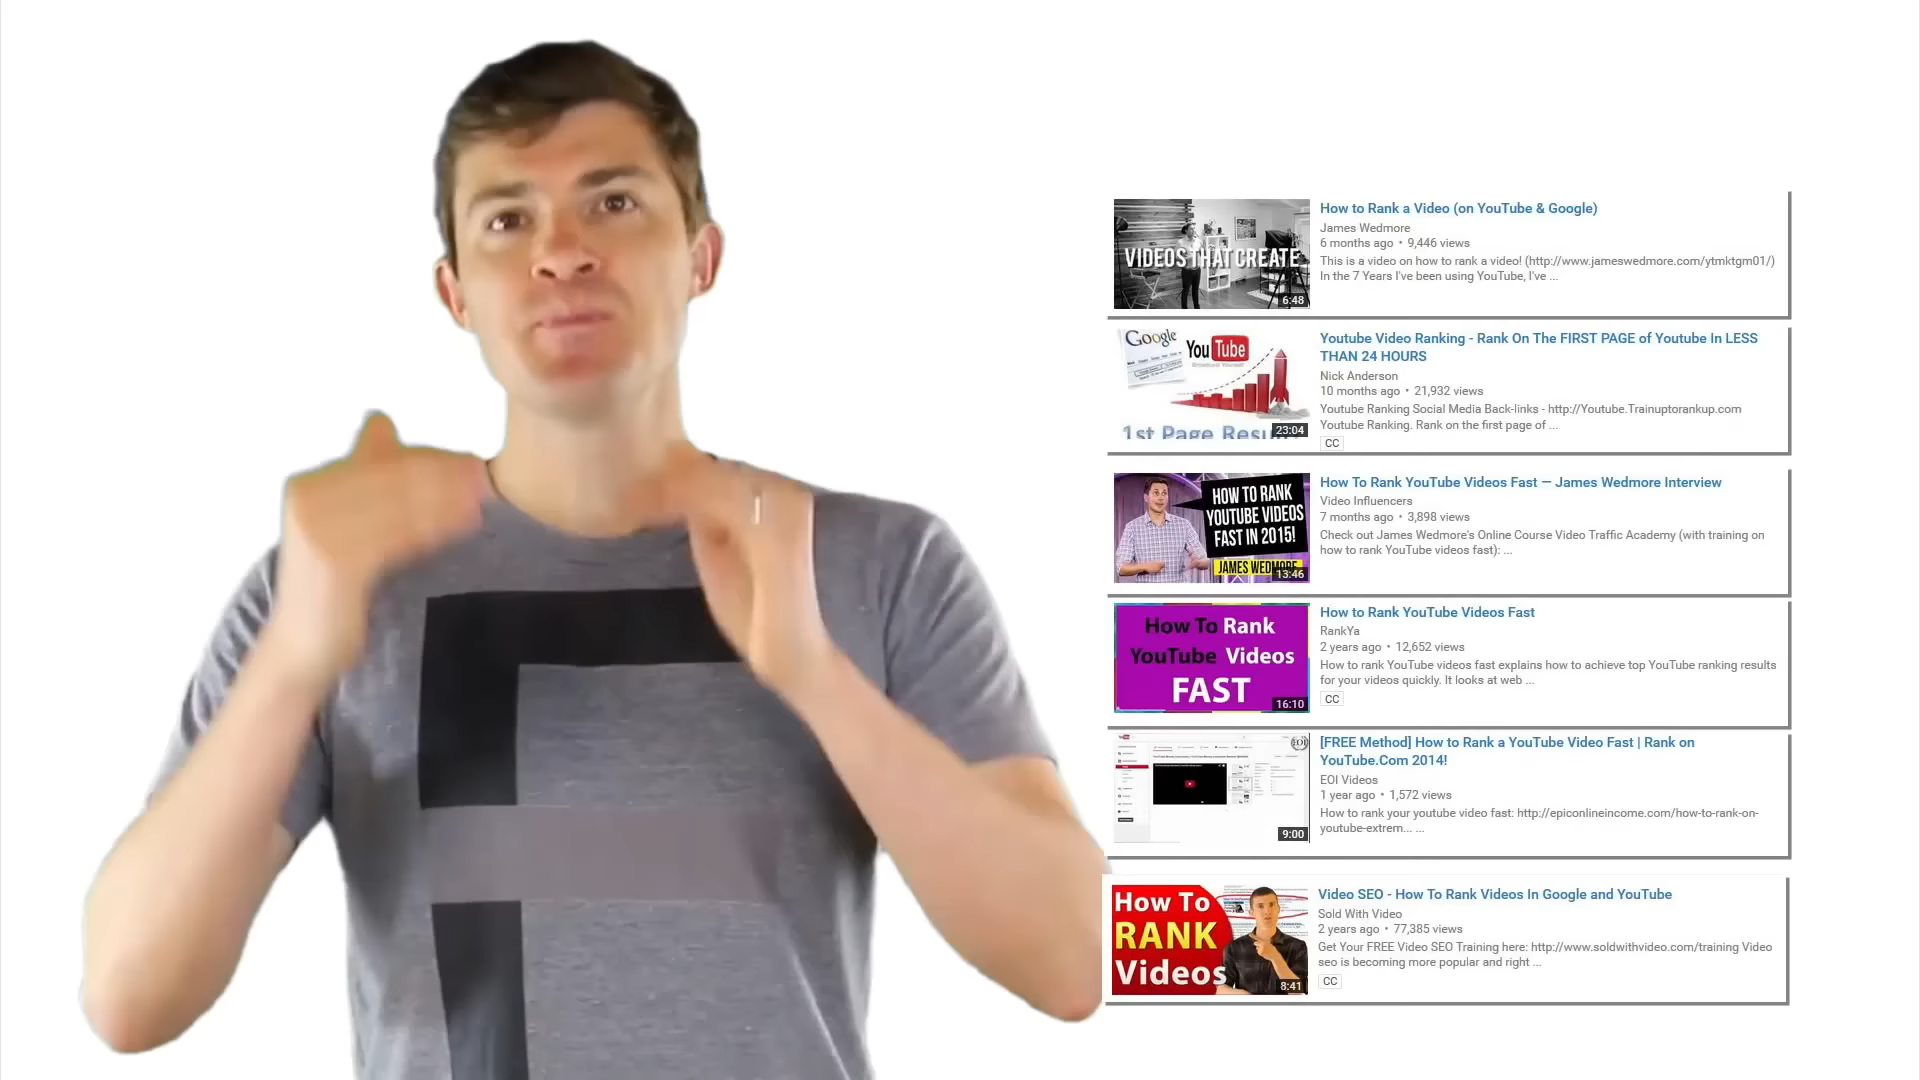 How to Rank a Video (on YouTube & Google)
James Wedmore
6 months ago • 9,446 views
This is a video on how to rank a video! (http://www.jameswedmore.com/ytmktgm01/)
In the 7 Years I've been using YouTube, I've ...
VIDEOS THAT CREATE
6:48
Youtube Video Ranking - Rank On The FIRST PAGE of Youtube In LESS
THAN 24 HOURS
Nick Anderson
10 months ago • 21,932 views
Youtube Ranking Social Media Back-links - http://Youtube.Trainuptorankup.com
Youtube Ranking. Rank on the first page of ...
CC
Google
YouTube
1st Page
23:04
How To Rank YouTube Videos Fast — James Wedmore Interview
Video Influencers
7 months ago • 3,898 views
Check out James Wedmore's Online Course Video Traffic Academy (with training on
how to rank YouTube videos fast): ...
HOW TO RANK
YOUTUBE VIDEOS
FAST IN 2015!
JAMES WEDMORE
13:46
How to Rank YouTube Videos Fast
RankYa
2 years ago • 12,652 views
How to rank YouTube videos fast explains how to achieve top YouTube ranking results
for your videos quickly. It looks at web ...
CC
How To Rank
YouTube Videos
FAST
16:10
[FREE Method] How to Rank a YouTube Video Fast | Rank on
YouTube.Com 2014!
EOI Videos
1 year ago • 1,572 views
How to rank your youtube video fast: http://epiconlineincome.com/how-to-rank-on-
youtube-extrem... ...
EOI
9:00
Video SEO - How To Rank Videos In Google and YouTube
Sold With Video
2 years ago • 77,385 views
Get Your FREE Video SEO Training here: http://www.soldwithvideo.com/training Video
seo is becoming more popular and right ...
CC
How To
RANK
Videos
8:41